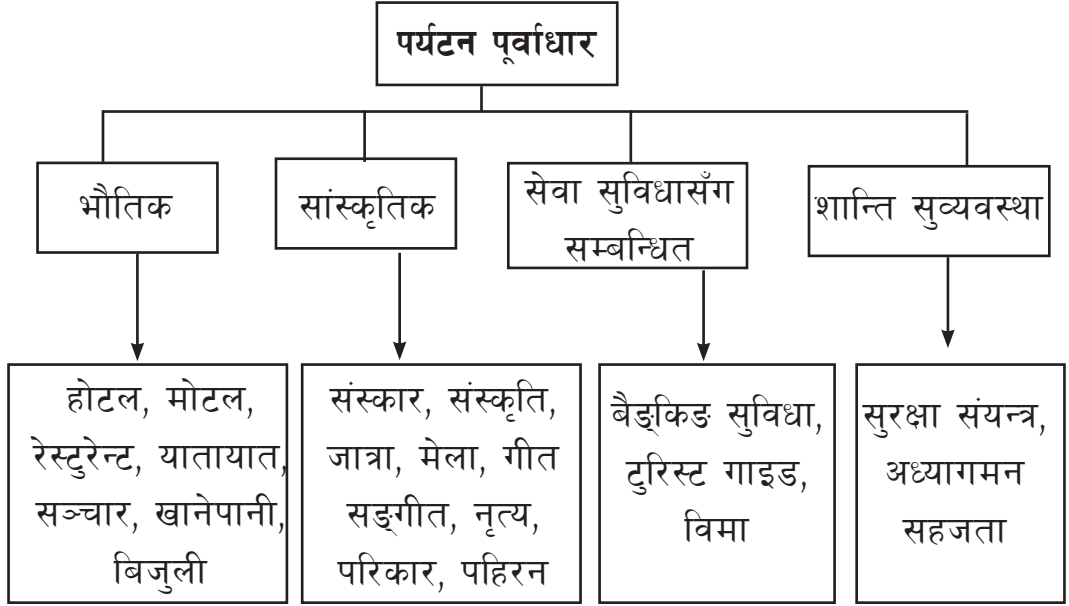 पर्यटन पूर्वाधार
भौतिक
सांस्कृतिक
सेवा सुविधासँग
सम्बन्धित
शान्ति सुव्यवस्था
होटल, मोटल,
रेस्टुरेन्ट, यातायात,
सञ्चार, खानेपानी,
बिजुली
संस्कार, संस्कृति,
जात्रा, मेला, गीत
सङ्गीत, नृत्य,
परिकार, पहिरन
बैङ्किङ सुविधा,
टुरिस्ट गाइड,
विमा
सुरक्षा संयन्त्र,
अध्यागमन
सहजता